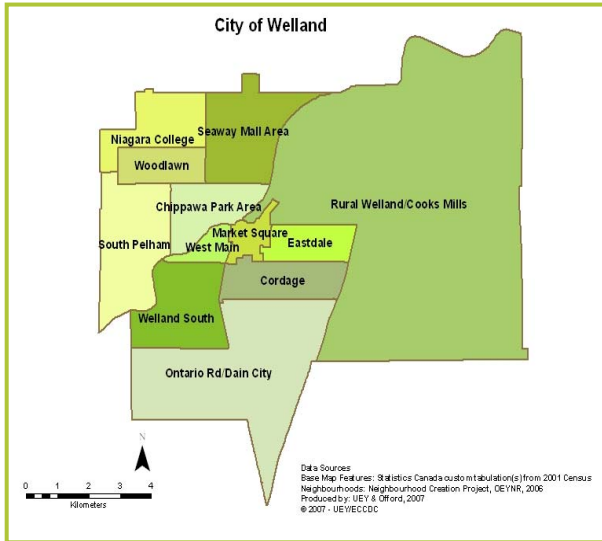 City of Welland
Seaway Mall Area
Niagara College
Woodlawn
Chippawa Park Area
Rural Welland/Cooks Mills
Market Square
South Pelham
West Main
Eastdale
Cordage
Welland South
Ontario Rd/Dain City
N
0 1 2 3 4
Kilometers
Data Sources
Base Map Features: Statistics Canada custom tabulation(s) from 2001 Census
Neighbourhoods: Neighbourhood Creation Project, OEYNR, 2006
Produced by: UEY & Offord, 2007
© 2007 - UEY/ECCDC